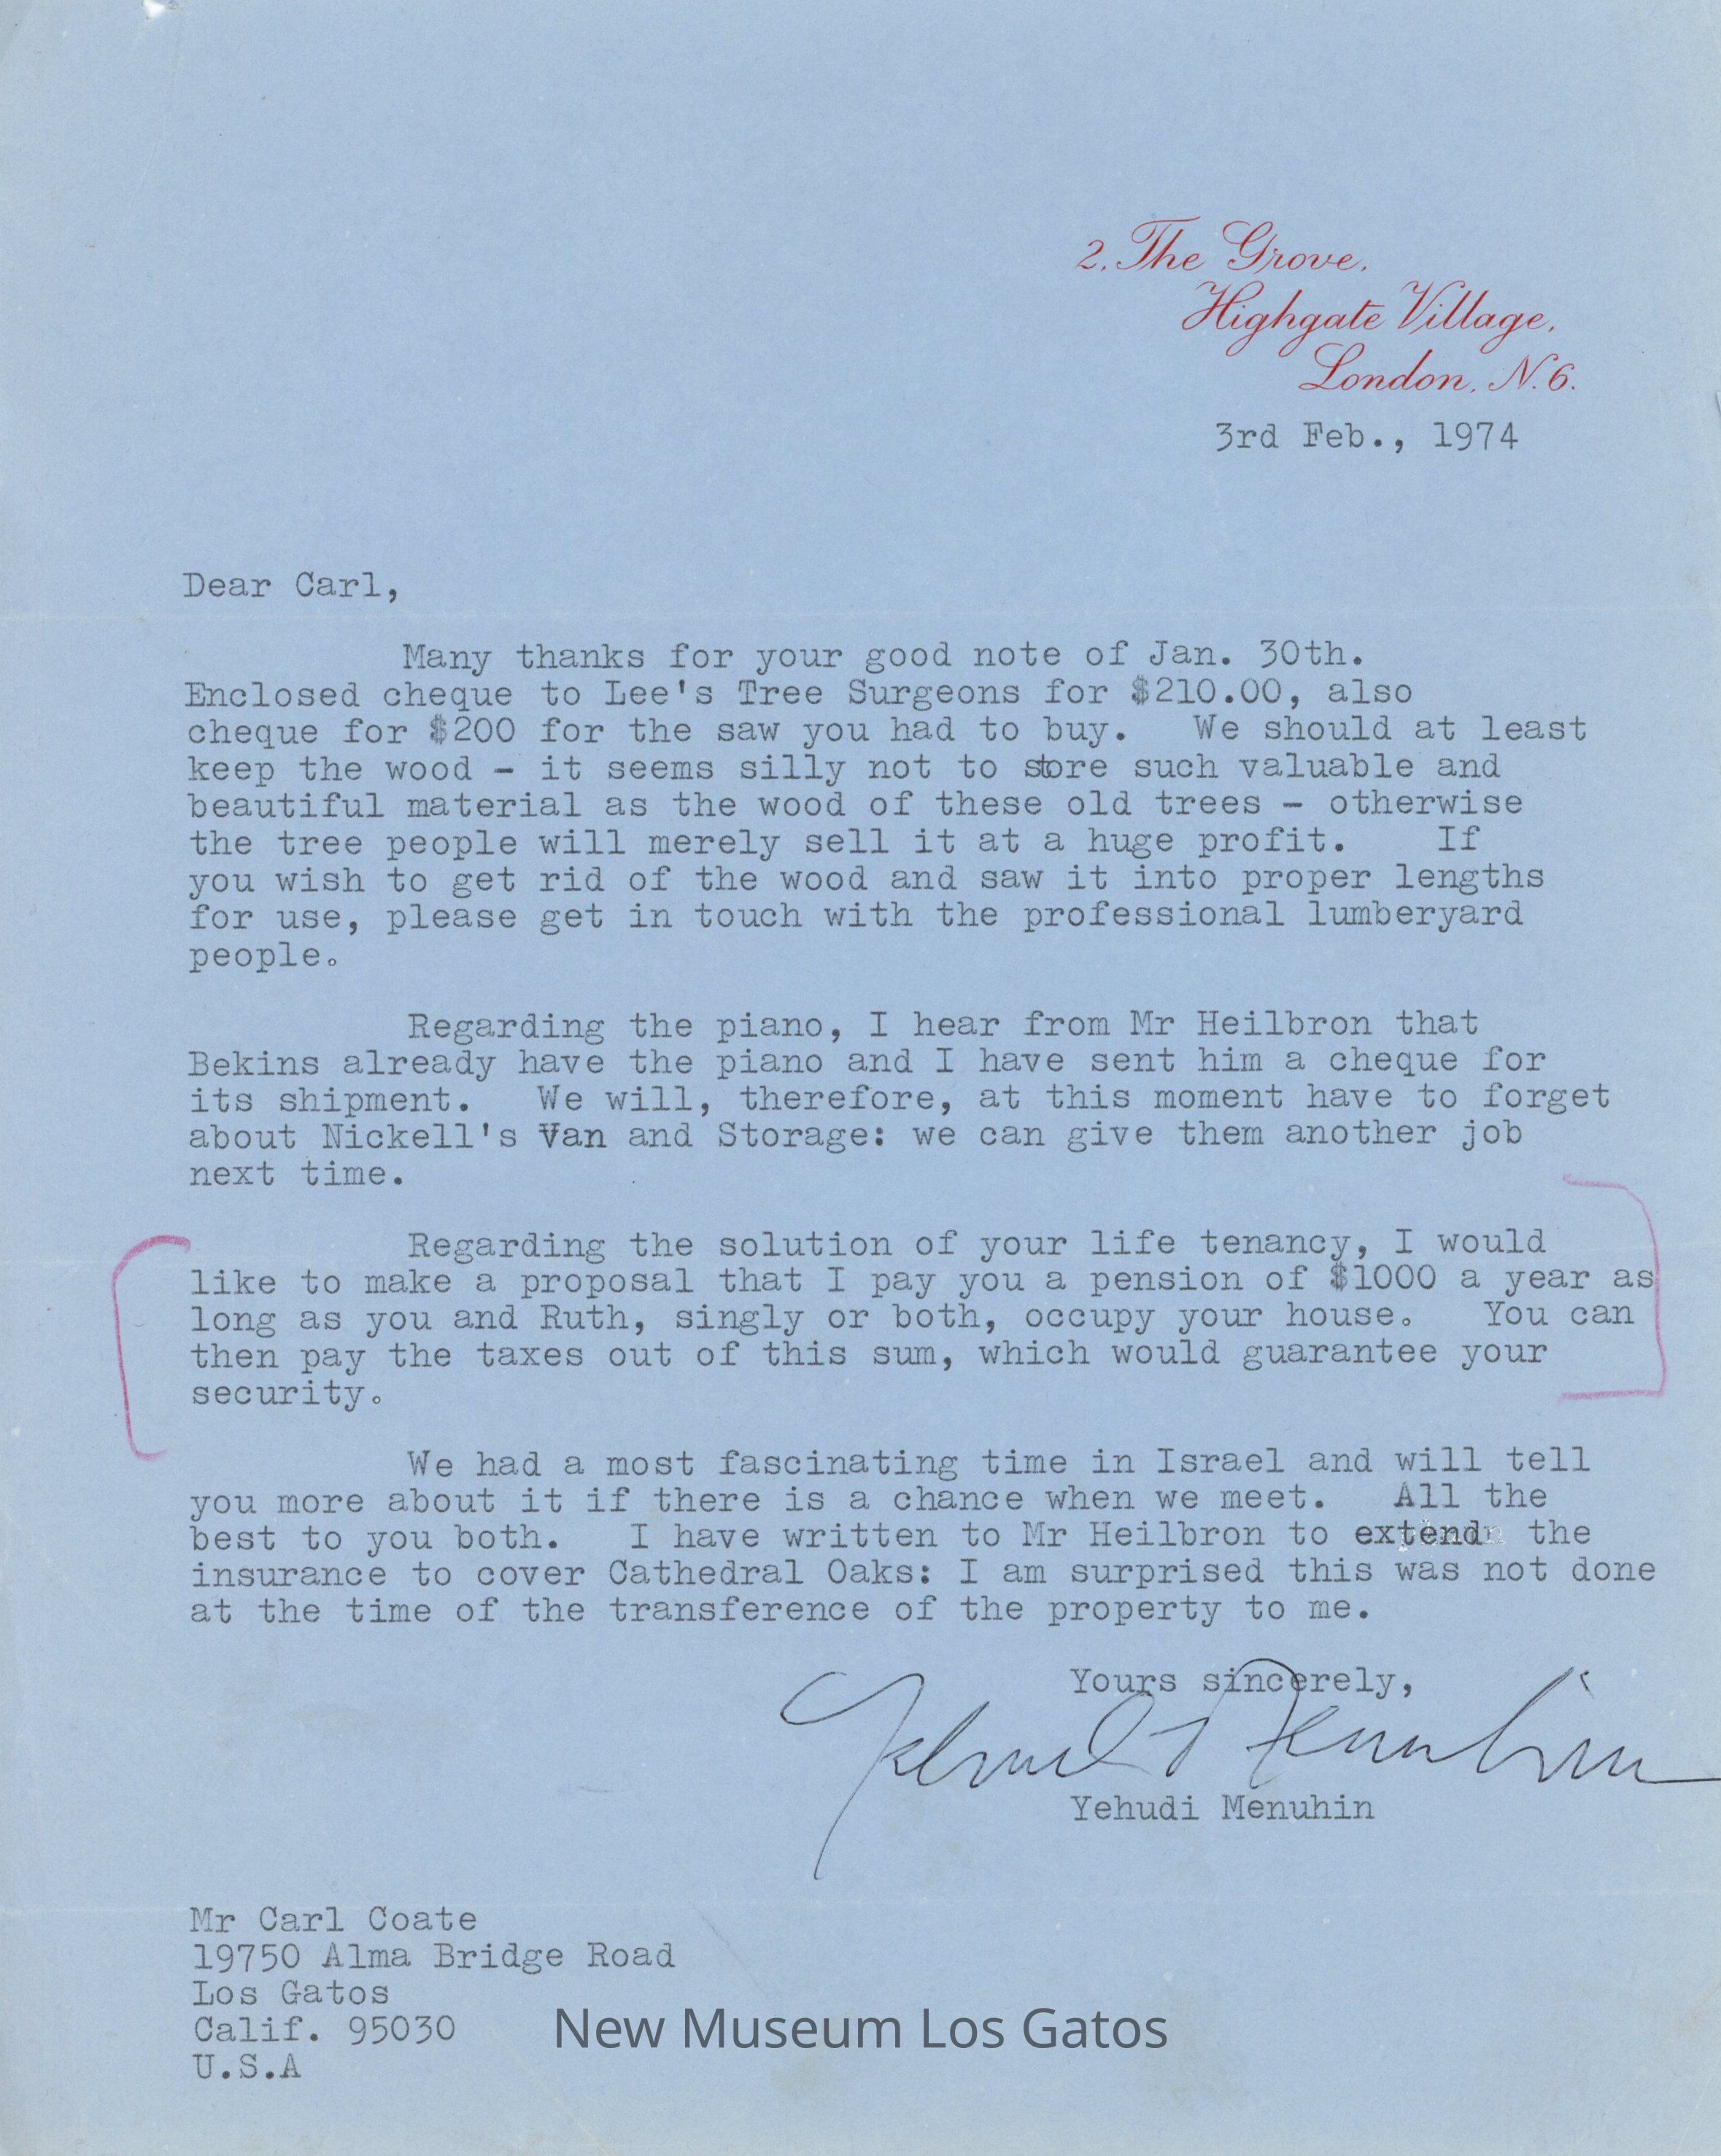 2, The Grove,
Highgate Village,
London, N.6.
3rd Feb., 1974
Dear Carl,
Many thanks for your good note of Jan. 30th.
Enclosed cheque to Lee's Tree Surgeons for $210.00, also
cheque for $200 for the saw you had to buy. We should at least
keep the wood - it seems silly not to store such valuable and
beautiful material as the wood of these old trees - otherwise
the tree people will merely sell it at a huge profit. If
you wish to get rid of the wood and saw it into proper lengths
for use, please get in touch with the professional lumberyard
people.
Regarding the piano, I hear from Mr Heilbron that
Bekins already have the piano and I have sent him a cheque for
its shipment. We will, therefore, at this moment have to forget
about Nickell's Van and Storage: we can give them another job
next time.
Regarding the solution of your life tenancy, I would
like to make a proposal that I pay you a pension of $1000 a year as
long as you and Ruth, singly or both, occupy your house. You can
then pay the taxes out of this sum, which would guarantee your
security.
We had a most fascinating time in Israel and will tell
you more about it if there is a chance when we meet. All the
best to you both. I have written to Mr Heilbron to extend the
insurance to cover Cathedral Oaks: I am surprised this was not done
at the time of the transference of the property to me.
Yours sincerely,
Yehudi Menuhin
Yehudi Menuhin
Mr Carl Coate
19750 Alma Bridge Road
Los Gatos
Calif. 95030
U.S.A
New Museum Los Gatos